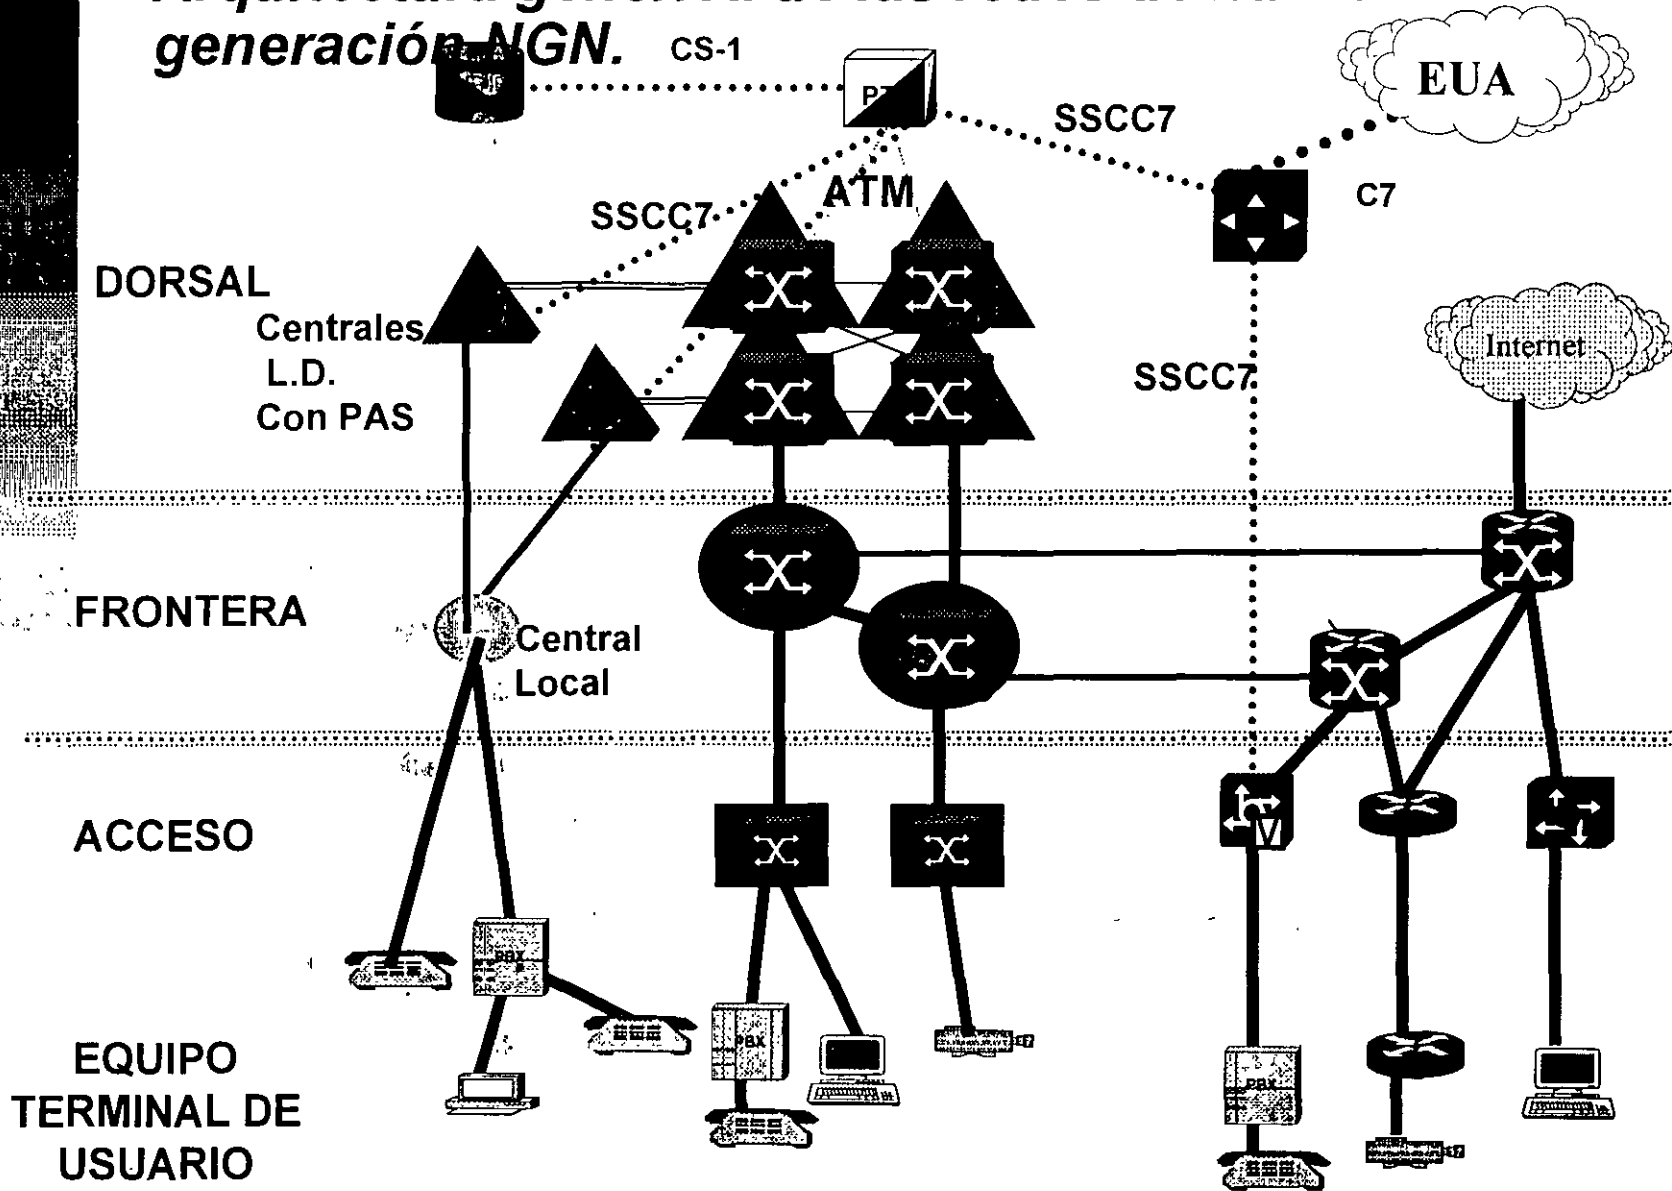 generación NGN.
CS-1
EUA
SSCC7
ATM
C7
SSCC7
DORSAL
Centrales
L.D.
Con PAS
Internet
SSCC7
FRONTERA
Central
Local
ACCESO
PBX
PBX
PBX
EQUIPO
TERMINAL DE
USUARIO